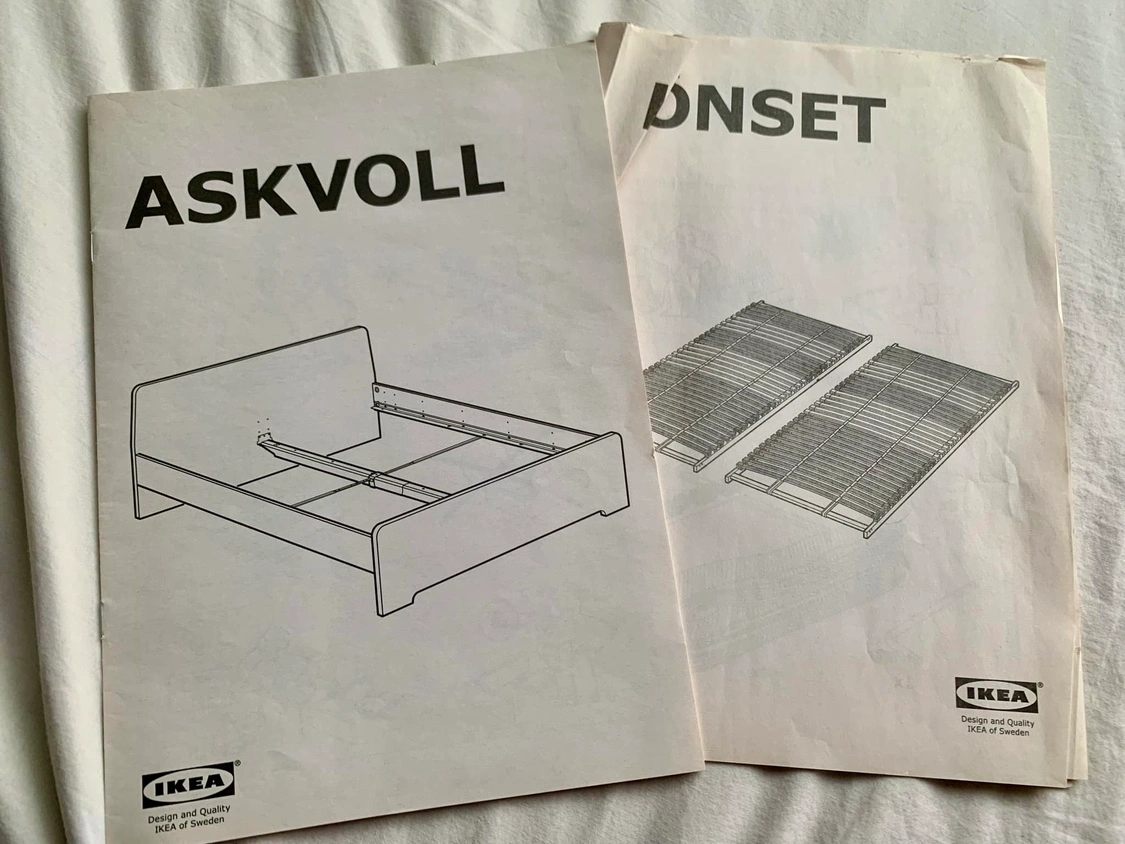 ASKVOLL
IKEA®
Design and Quality
IKEA of Sweden
ONSET
IKEA®
Design and Quality
IKEA of Sweden